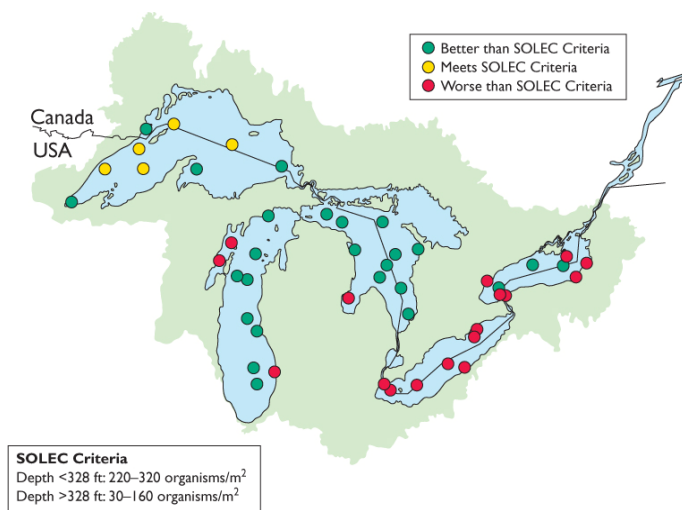 Better than SOLEC Criteria
Meets SOLEC Criteria
Worse than SOLEC Criteria
Canada
USA
SOLEC Criteria
Depth <328 ft: 220–320 organisms/m²
Depth >328 ft: 30–160 organisms/m²